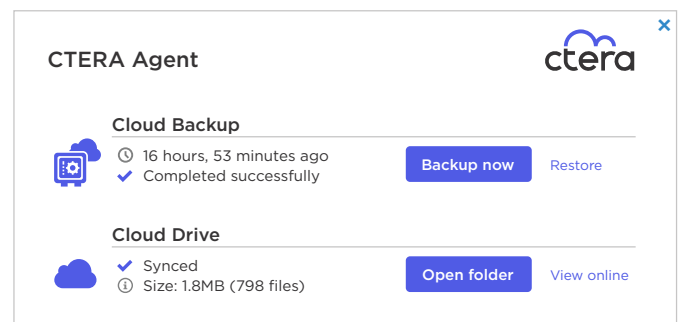 CTERA Agent
ctera
Cloud Backup
16 hours, 53 minutes ago
Completed successfully
Backup now
Restore
Cloud Drive
Synced
Size: 1.8MB (798 files)
Open folder
View online